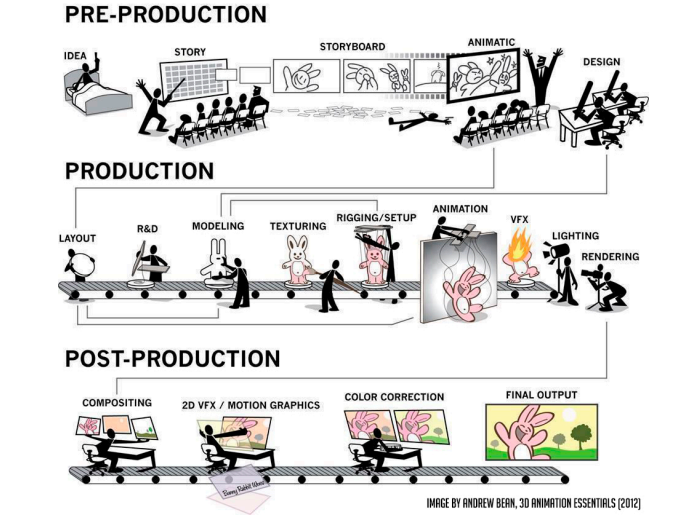 PRE-PRODUCTION
IDEA
STORY
STORYBOARD
ANIMATIC
DESIGN
PRODUCTION
LAYOUT
R&D
MODELING
TEXTURING
RIGGING/SETUP
ANIMATION
VFX
LIGHTING
RENDERING
POST-PRODUCTION
COMPOSITING
2D VFX / MOTION GRAPHICS
COLOR CORRECTION
FINAL OUTPUT
Bunny Rabbit
IMAGE BY ANDREW BEAN, 3D ANIMATION ESSENTIALS (2012)